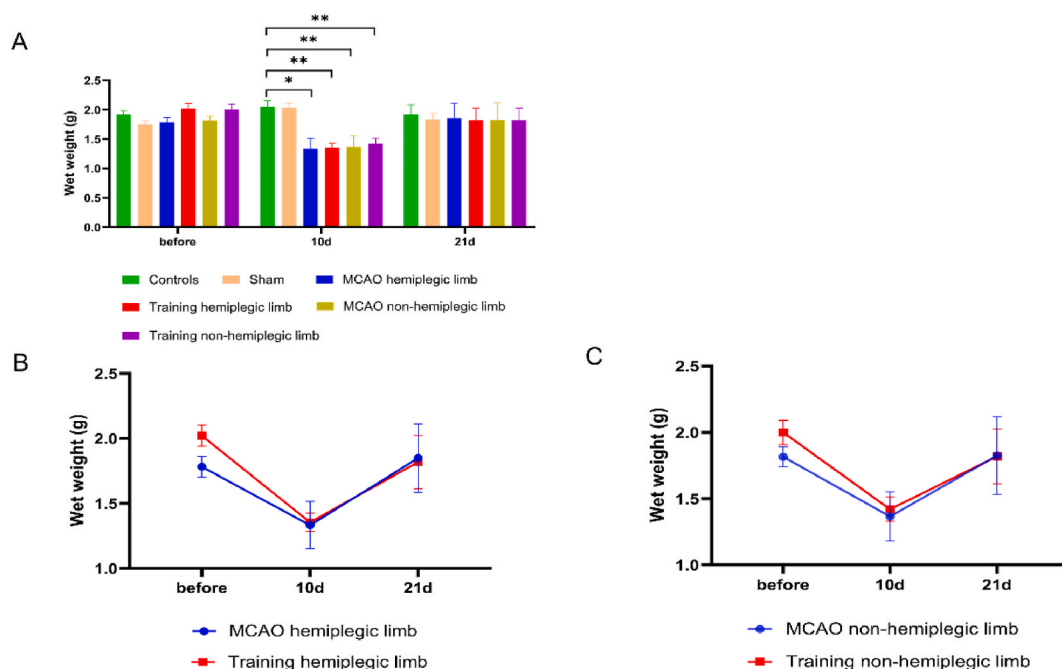 A
**
**
**
*
2.5
2.0
1.5
1.0
0.5
0.0
Wet weight (g)
before 10d 21d
Controls Sham MCAO hemiplegic limb
Training hemiplegic limb MCAO non-hemiplegic limb
Training non-hemiplegic limb
B
2.5
2.0
1.5
1.0
Wet weight (g)
before 10d 21d
MCAO hemiplegic limb
Training hemiplegic limb
C
2.5
2.0
1.5
1.0
Wet weight (g)
before 10d 21d
MCAO non-hemiplegic limb
Training non-hemiplegic limb